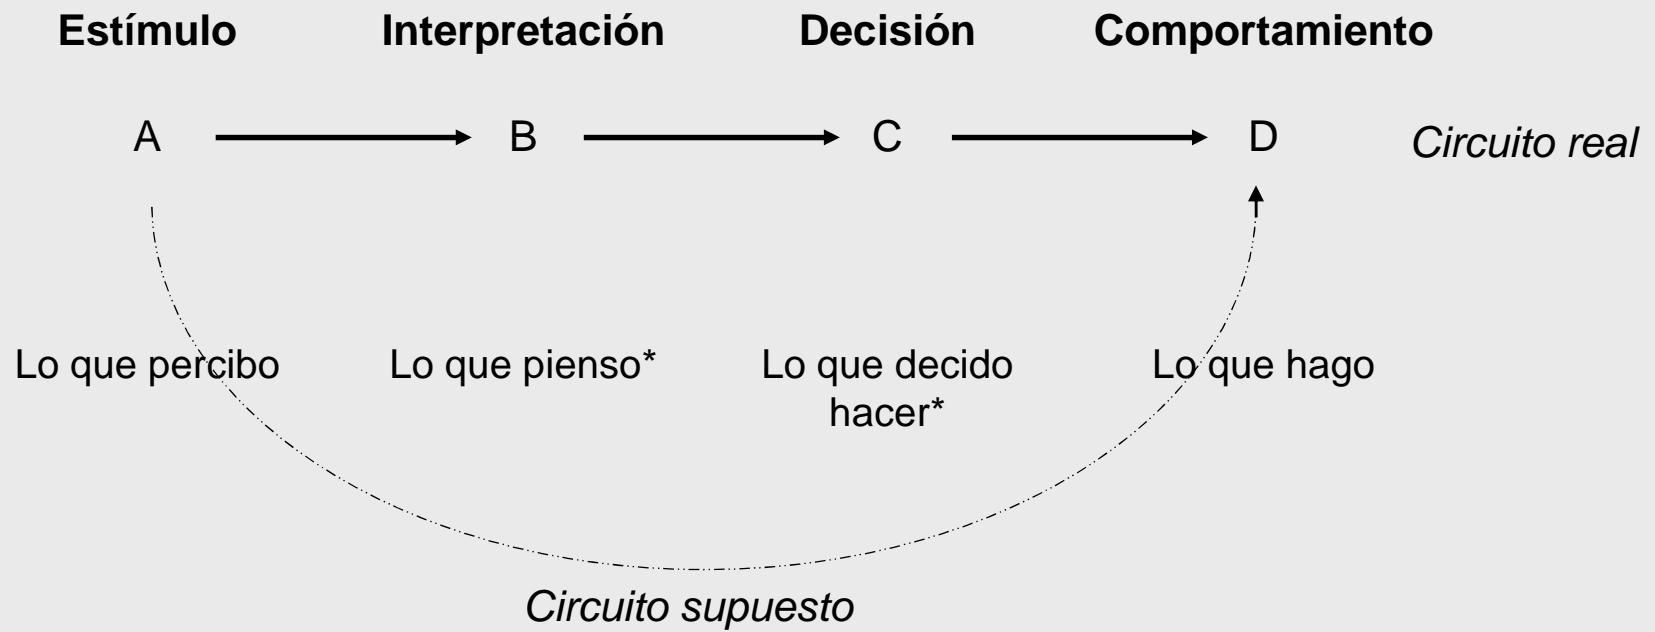 Estímulo Interpretación Decisión Comportamiento
A B C D Circuito real
Lo que percibo Lo que pienso* Lo que decido Lo que hago
hacer*
Circuito supuesto